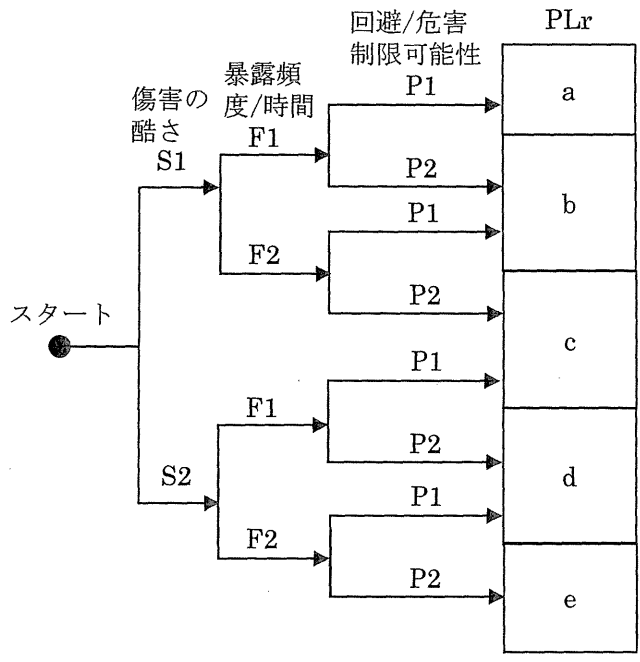 回避/危害
制限可能性
PLr
暴露頻
度/時間
傷害の
酷さ
P1
a
F1
S1
P2
b
P1
F2
P2
スタート
c
P1
F1
P2
S2
d
P1
F2
P2
e